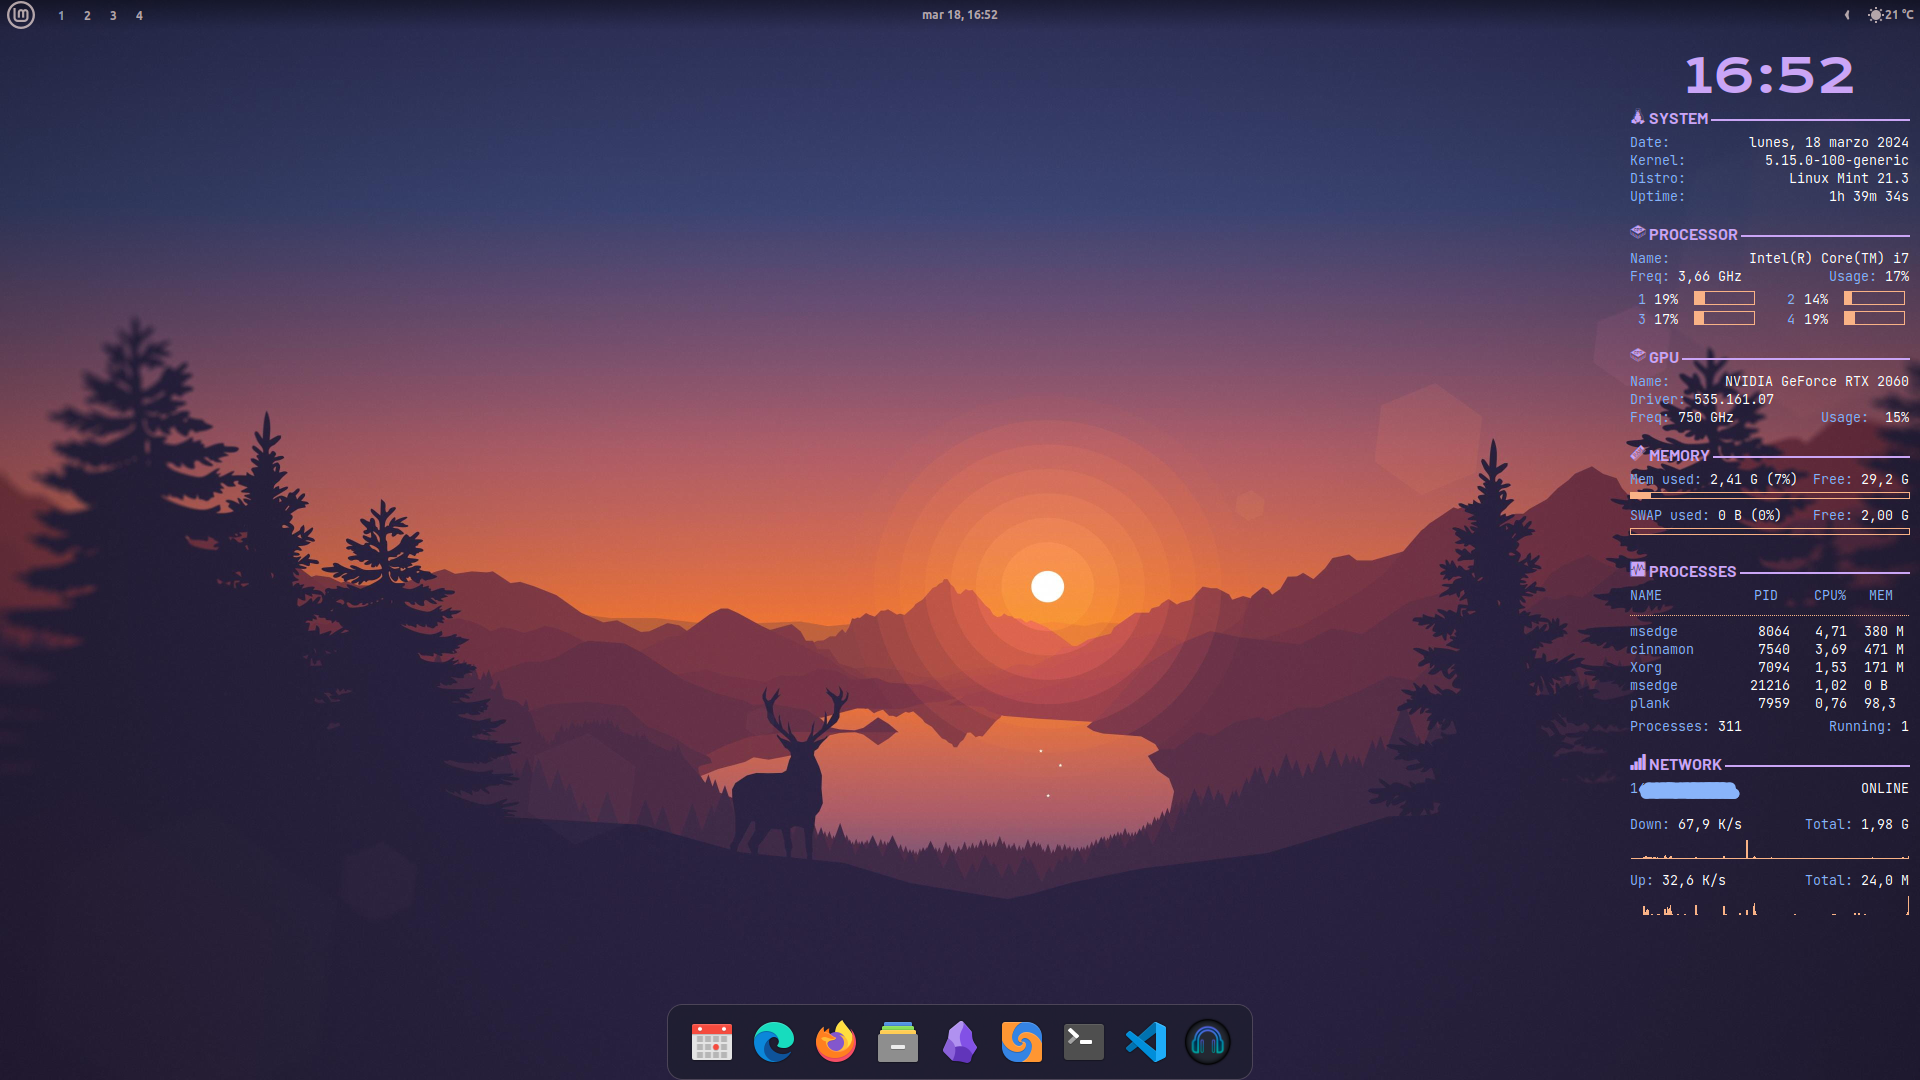 1 2 3 4
mar 18, 16:52
21 °C
16:52
SYSTEM
Date: lunes, 18 marzo 2024
Kernel: 5.15.0-100-generic
Distro: Linux Mint 21.3
Uptime: 1h 39m 34s
PROCESSOR
Name: Intel(R) Core(TM) i7
Freq: 3,66 GHz Usage: 17%
1 19% 2 14%
3 17% 4 19%
GPU
Name: NVIDIA GeForce RTX 2060
Driver: 535.161.07
Freq: 750 GHz Usage: 15%
MEMORY
Mem used: 2,41 G (7%) Free: 29,2 G
SWAP used: 0 B (0%) Free: 2,00 G
PROCESSES
NAME PID CPU% MEM
msedge 8064 4,71 380 M
cinnamon 7540 3,69 471 M
Xorg 7094 1,53 171 M
msedge 21216 1,02 0 B
plank 7959 0,76 98,3
Processes: 311 Running: 1
NETWORK
1 ONLINE
Down: 67,9 K/s Total: 1,98 G
Up: 32,6 K/s Total: 24,0 M